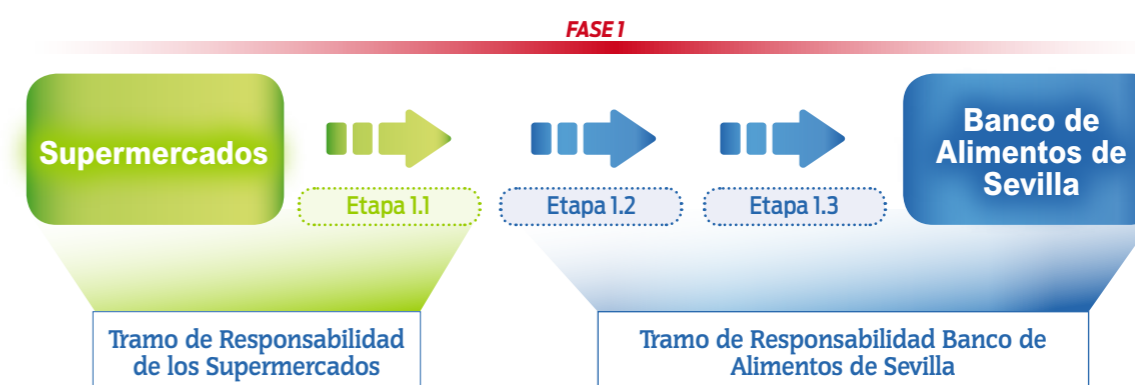 FASE 1
Supermercados
Etapa 1.1
Etapa 1.2
Etapa 1.3
Banco de
Alimentos de
Sevilla
Tramo de Responsabilidad
de los Supermercados
Tramo de Responsabilidad Banco de
Alimentos de Sevilla